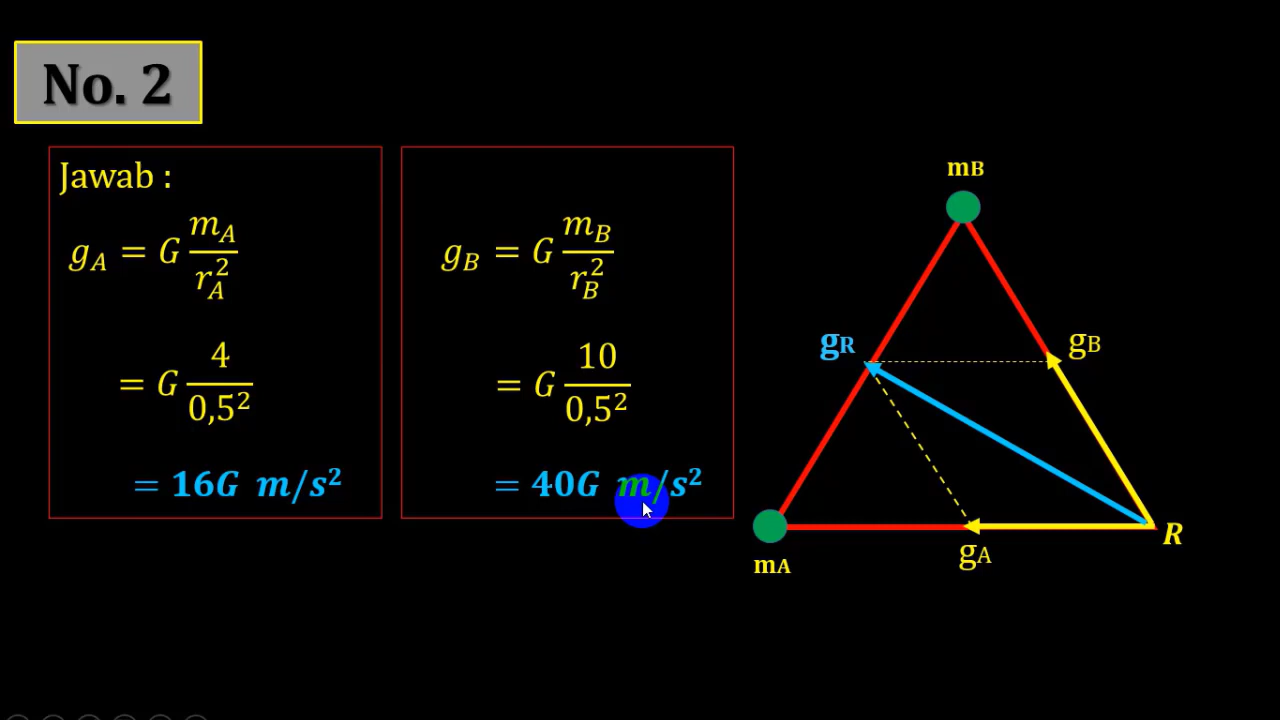 No. 2
Jawab :
g_A = G m_A / r_A^2
= G 4 / 0,5^2
= 16G m/s^2
g_B = G m_B / r_B^2
= G 10 / 0,5^2
= 40G m/s^2
mB
gR
gB
R
gA
mA